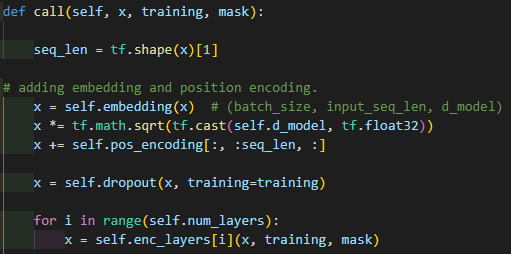 def call(self, x, training, mask):
    seq_len = tf.shape(x)[1]
# adding embedding and position encoding.
    x = self.embedding(x)  # (batch_size, input_seq_len, d_model)
    x *= tf.math.sqrt(tf.cast(self.d_model, tf.float32))
    x += self.pos_encoding[:, :seq_len, :]
    x = self.dropout(x, training=training)
    for i in range(self.num_layers):
        x = self.enc_layers[i](x, training, mask)